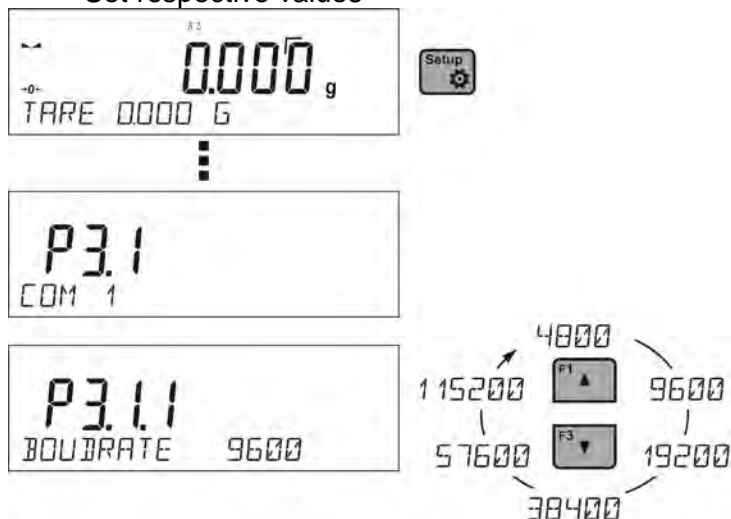 Set respective values
0.000 g
Setup
→0←
TARE 0.000 G
P3.1
COM 1
4800
115200
F1
9600
P3.1.1
BOUDRATE 9600
57600
F3
19200
38400